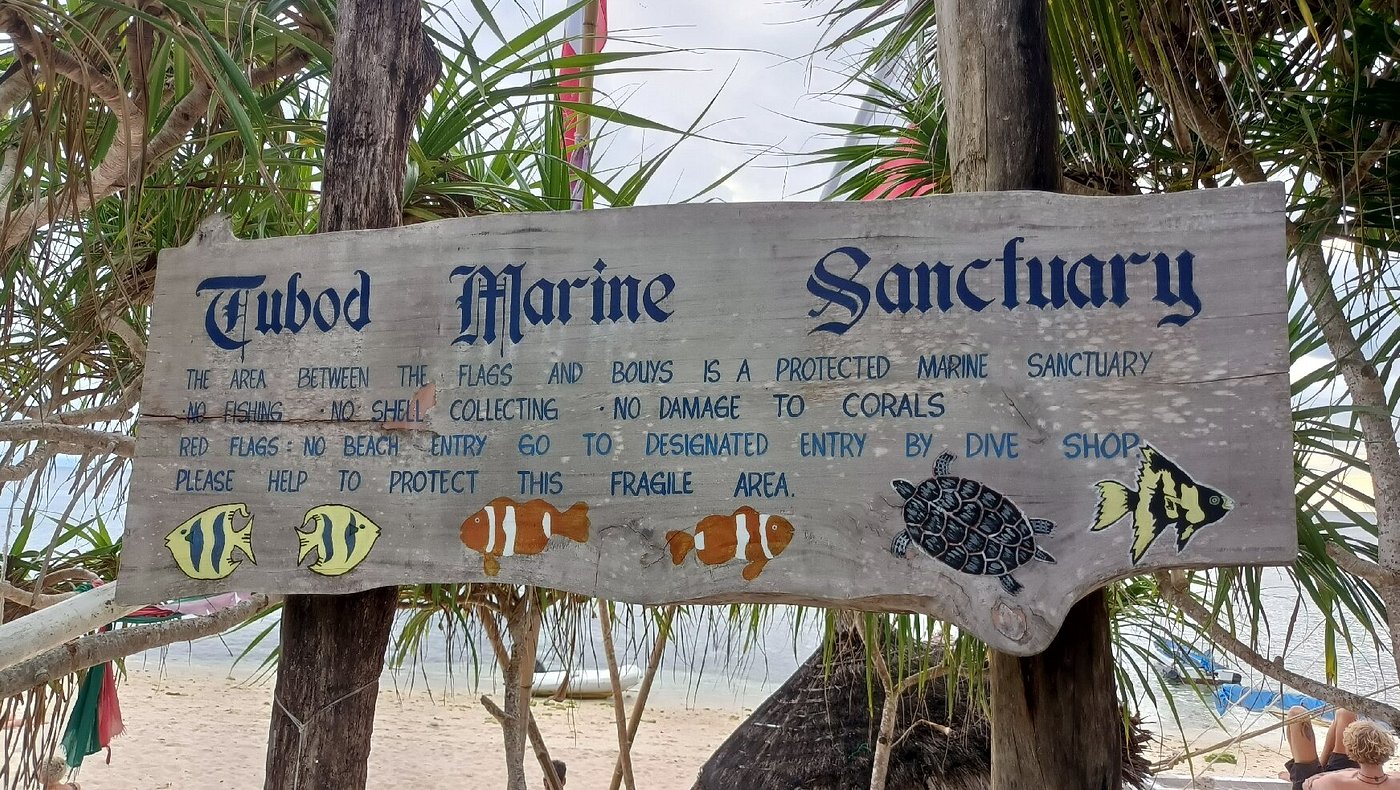 Tubod Marine Sanctuary
THE AREA BETWEEN THE FLAGS AND BOUYS IS A PROTECTED MARINE SANCTUARY
·NO FISHING ·NO SHELL COLLECTING ·NO DAMAGE TO CORALS
RED FLAGS: NO BEACH ENTRY GO TO DESIGNATED ENTRY BY DIVE SHOP.
PLEASE HELP TO PROTECT THIS FRAGILE AREA.